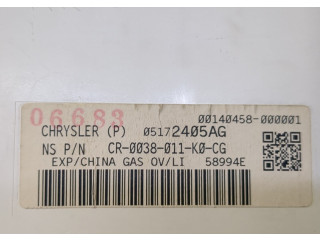 00140458-000001
06683
CHRYSLER (P) 05172405AG
NS P/N CR-0038-011-K0-CG
EXP/CHINA GAS OV/LI 58994E